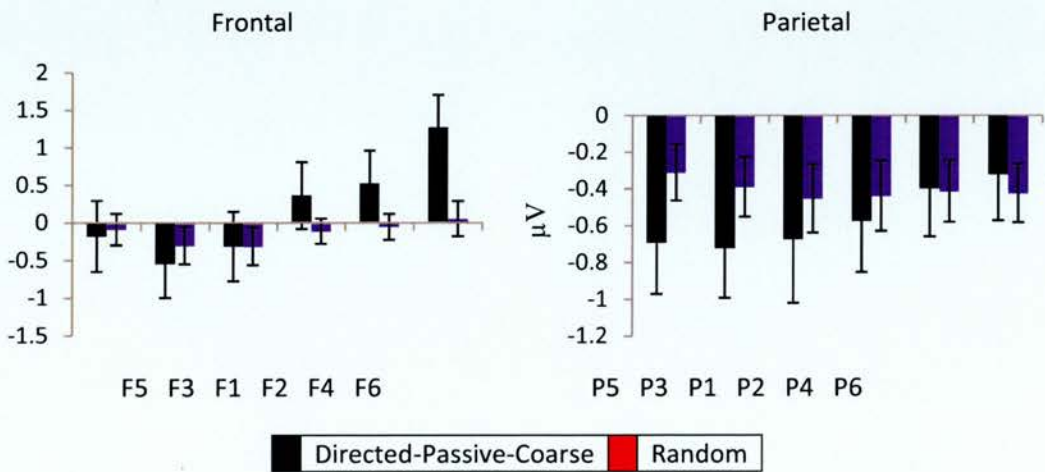 Frontal
2
1.5
1
0.5
0
-0.5
-1
-1.5
F5 F3 F1 F2 F4 F6
Parietal
0
-0.2
-0.4
-0.6
-0.8
-1
-1.2
μV
P5 P3 P1 P2 P4 P6
Directed-Passive-Coarse Random